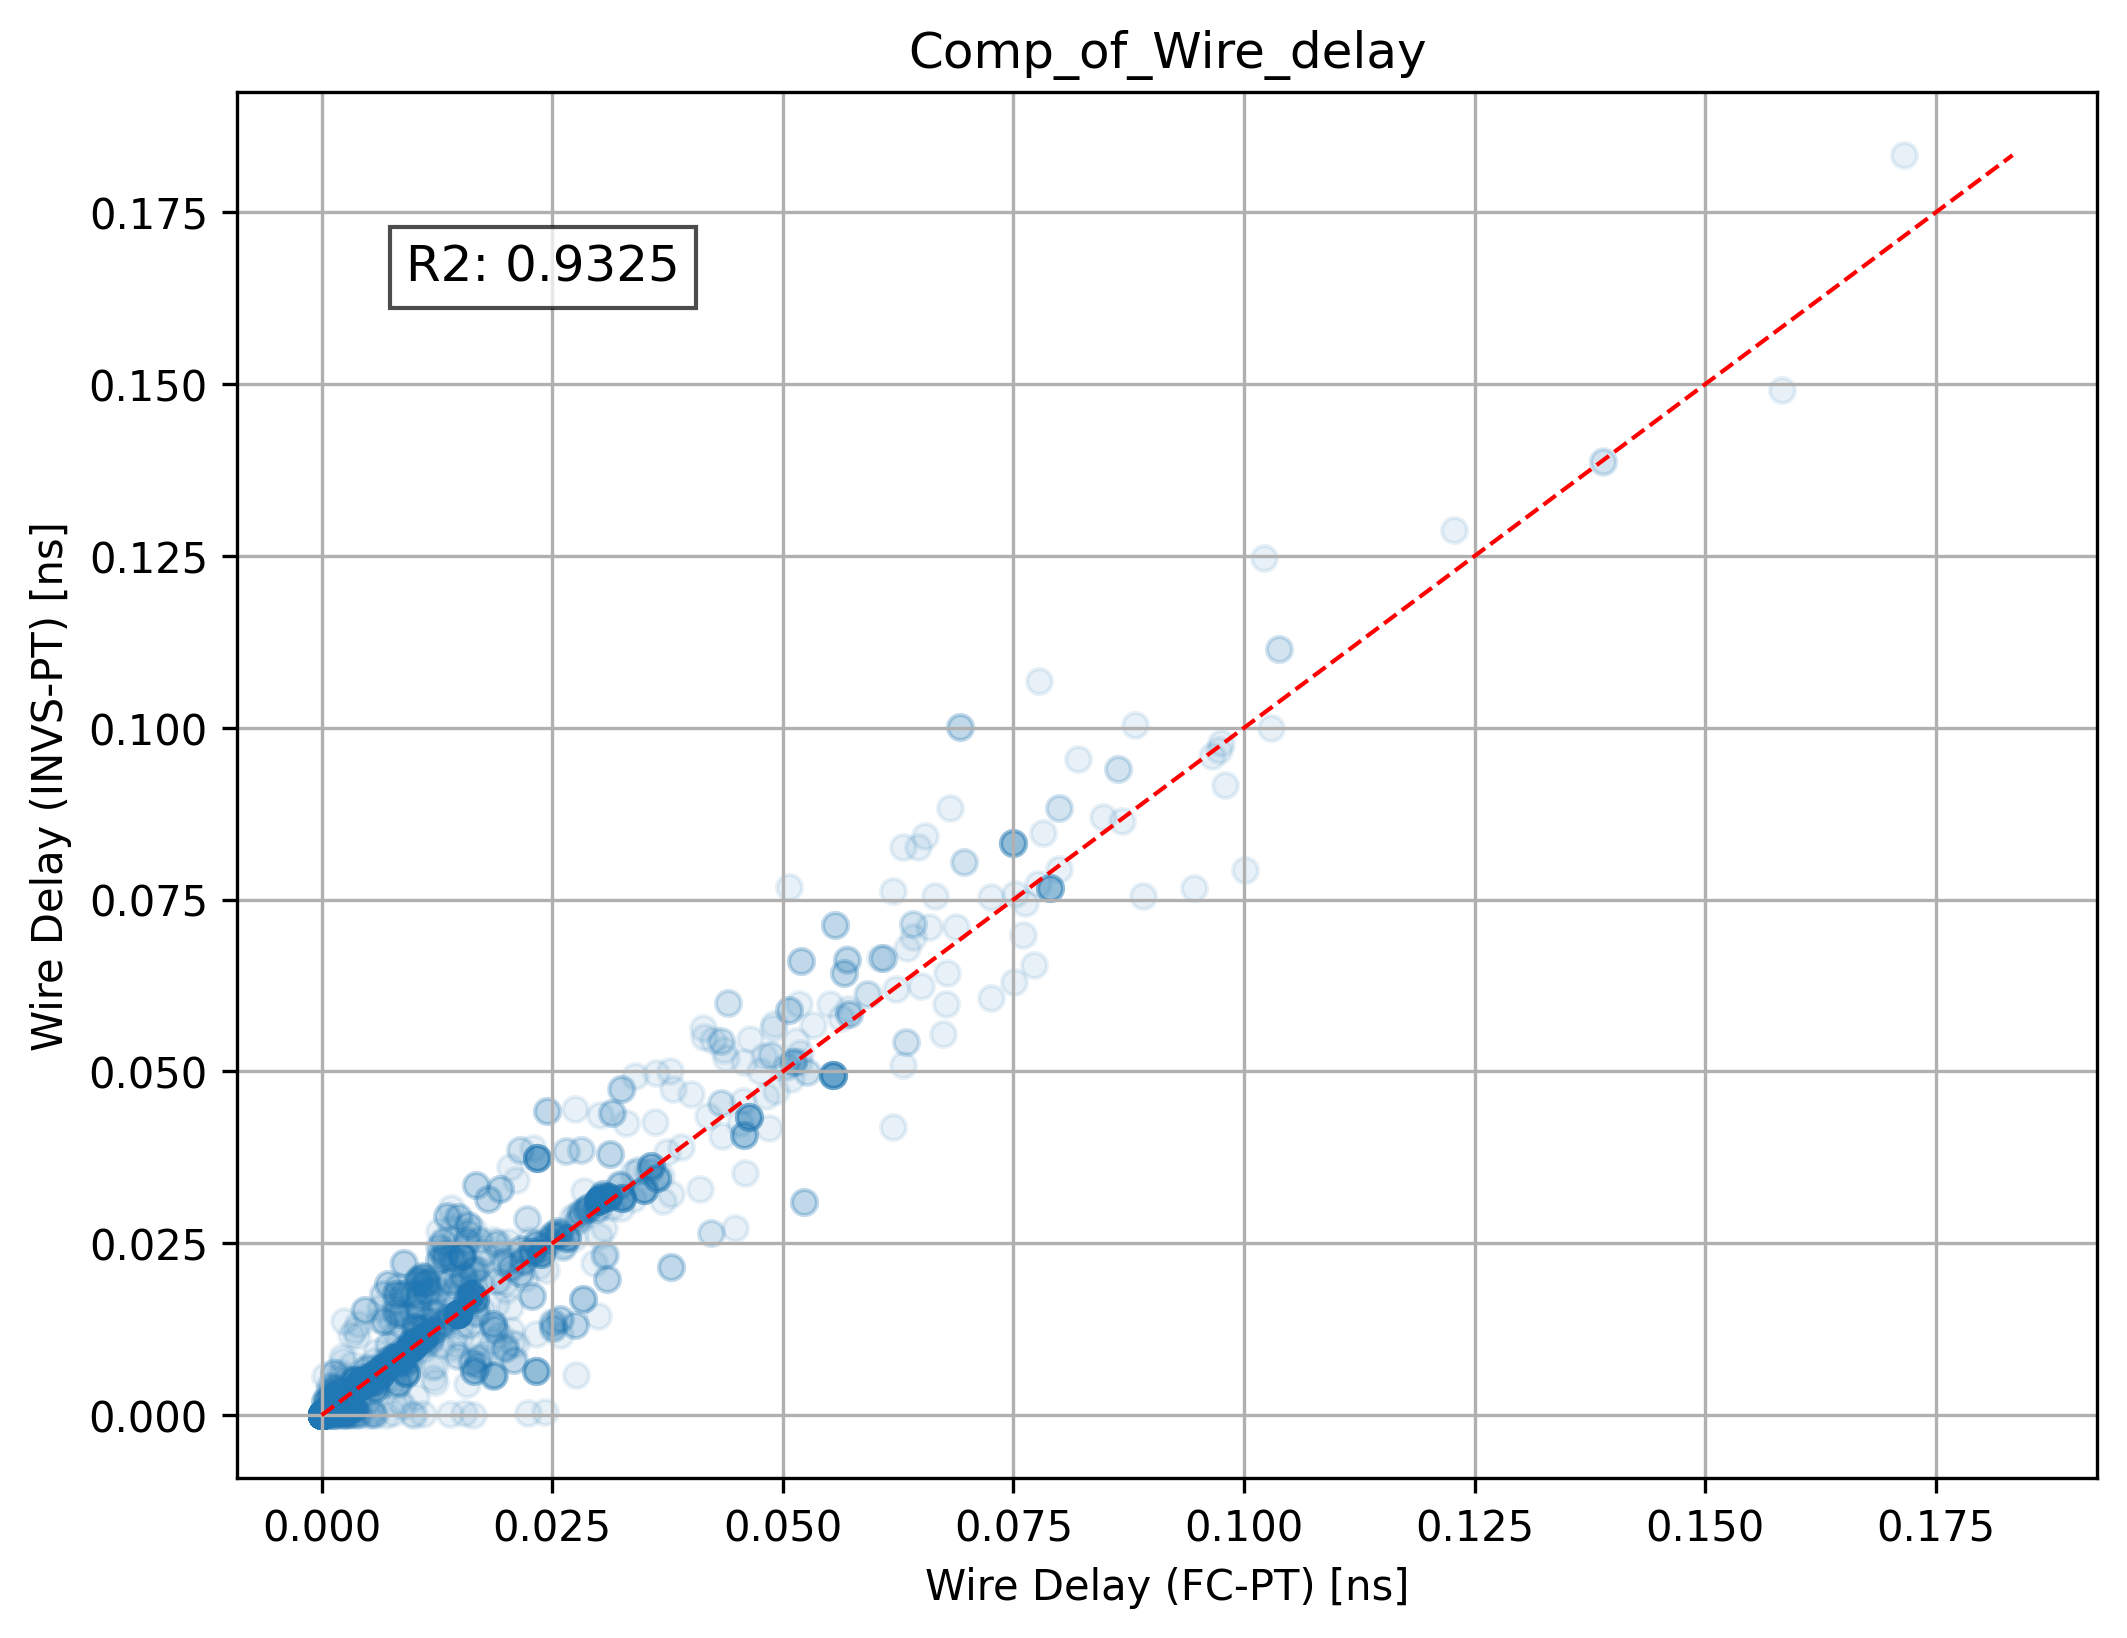 Comp_of_Wire_delay
R2: 0.9325
Wire Delay (INVS-PT) [ns]
0.175
0.150
0.125
0.100
0.075
0.050
0.025
0.000
0.000 0.025 0.050 0.075 0.100 0.125 0.150 0.175
Wire Delay (FC-PT) [ns]